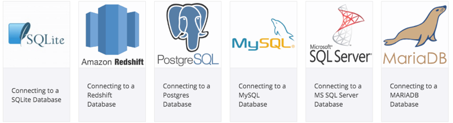 SQLite
Connecting to a
SQLite Database
Amazon Redshift
Connecting to a
Redshift
Database
PostgreSQL
Connecting to a
Postgres
Database
MySQL
Connecting to a
MySQL
Database
Microsoft
SQL Server
Connecting to a
MS SQL Server
Database
MariaDB
Connecting to a
MARIADB
Database